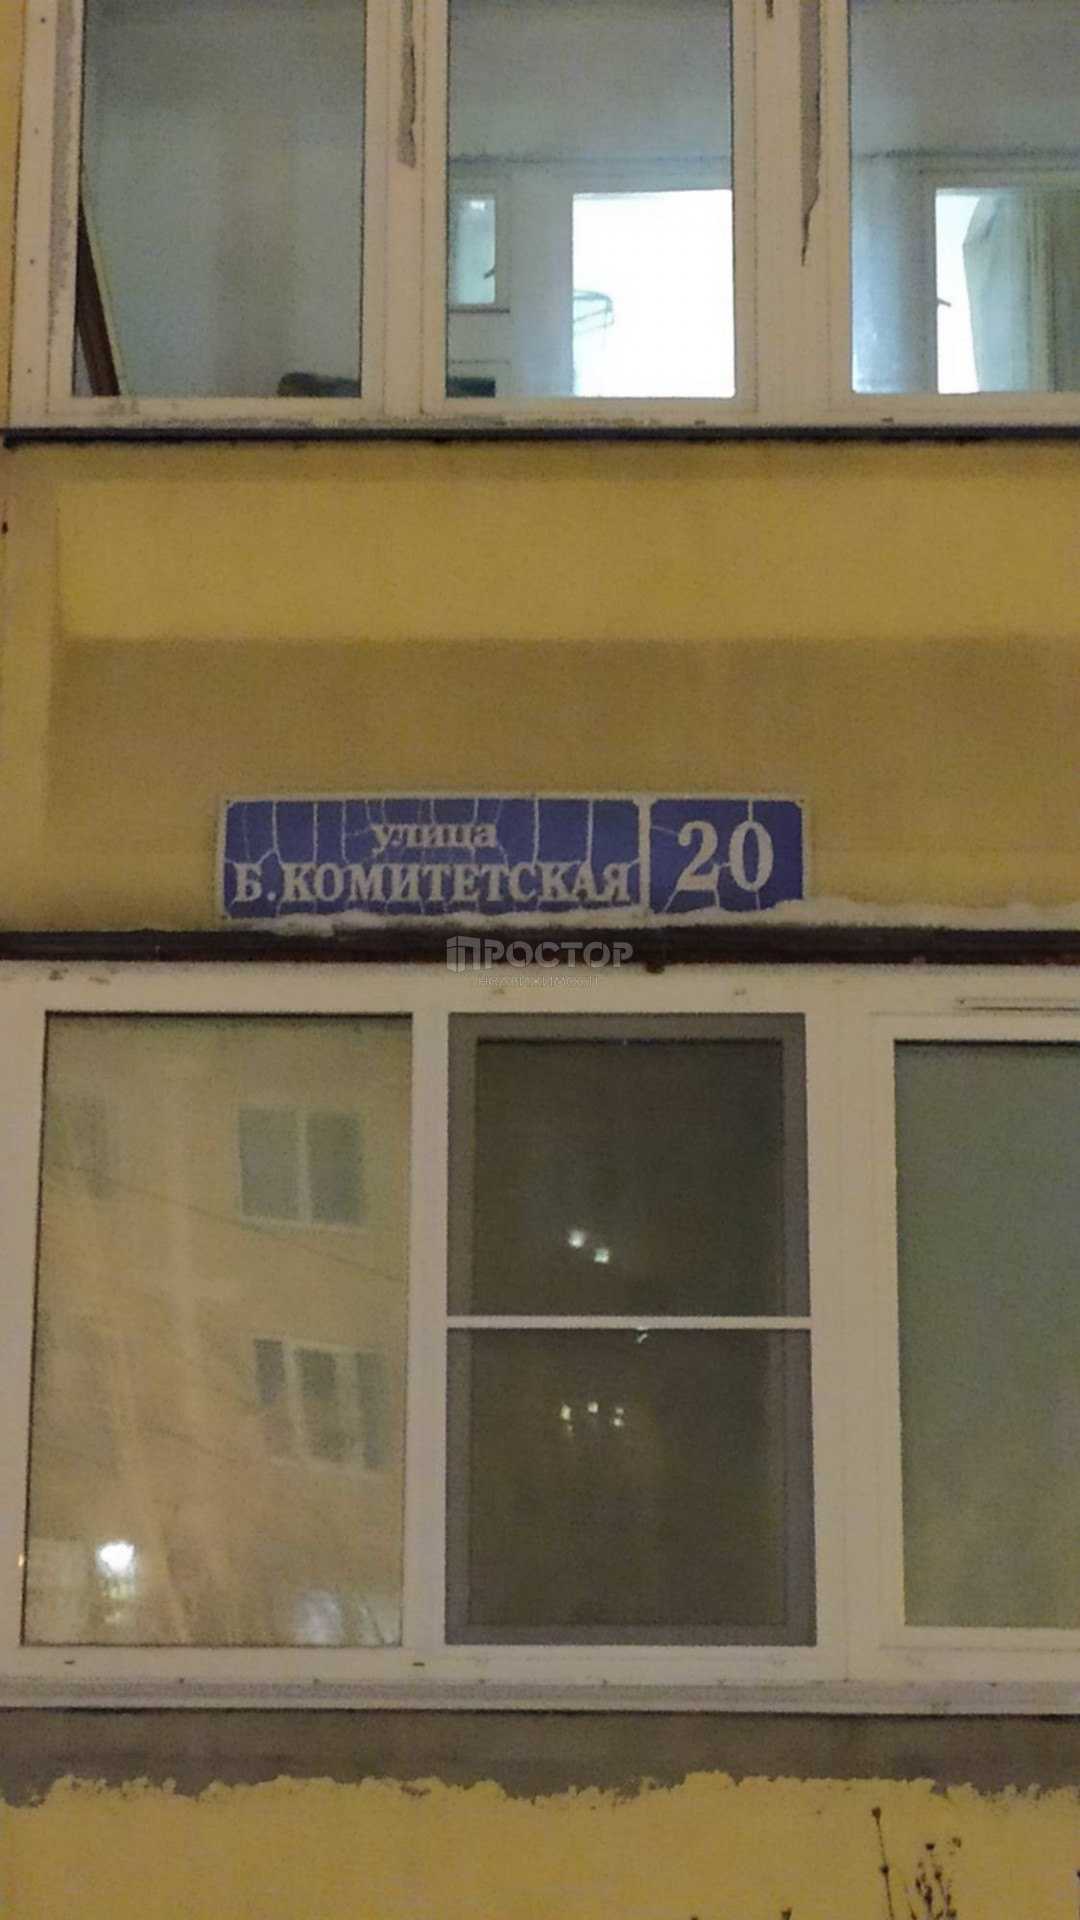 улица
Б.КОМИТЕТСКАЯ
20
ПРОСТОР
НЕДВИЖИМОСТЬ